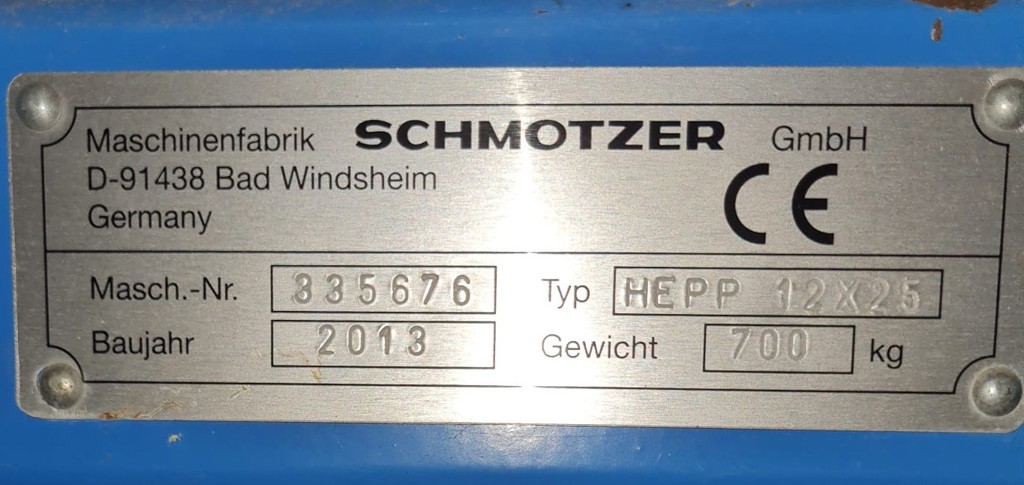 Maschinenfabrik SCHMOTZER GmbH
D-91438 Bad Windsheim
Germany
CE
Masch.-Nr. 335676 Typ HEPP 12X25
Baujahr 2013 Gewicht 700 kg